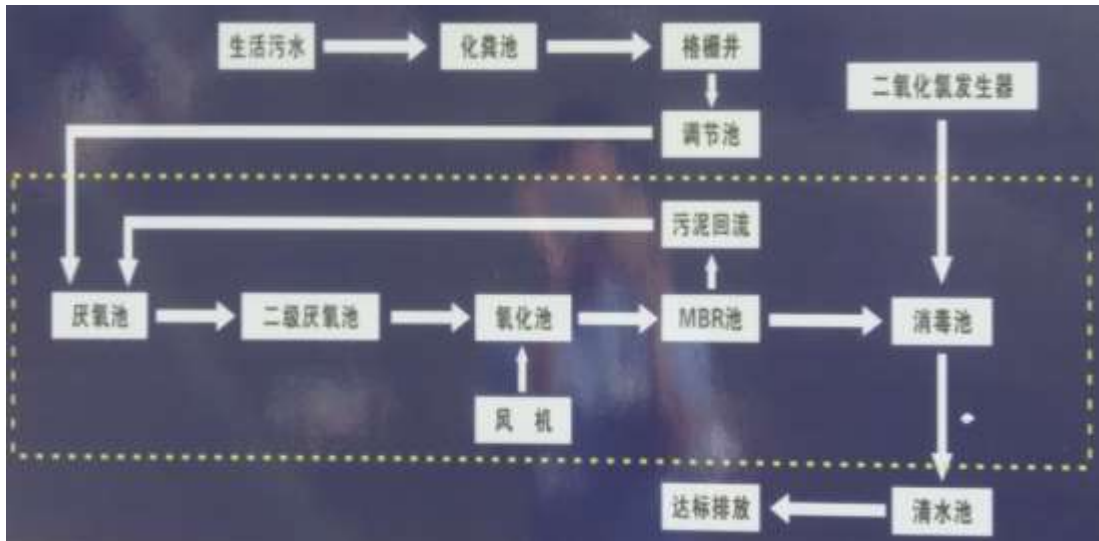 生活污水
化粪池
格栅井
二氧化氯发生器
调节池
污泥回流
厌氧池
二级厌氧池
氧化池
MBR池
消毒池
风 机
达标排放
清水池